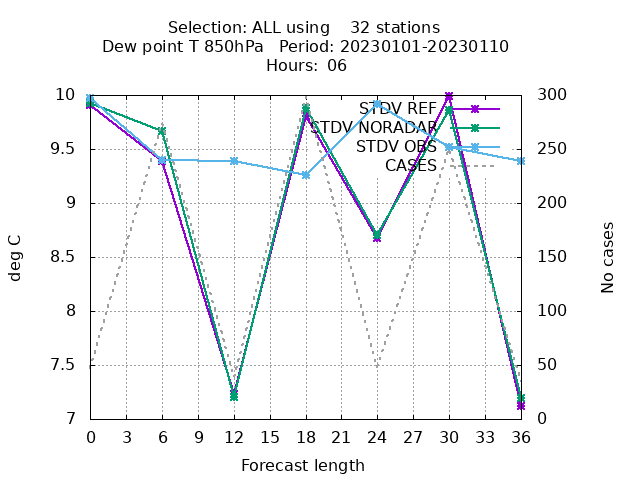 Selection: ALL using    32 stations
Dew point T 850hPa   Period: 20230101-20230110
Hours: 06
10
9.5
9
8.5
8
7.5
7
deg C
300
250
200
150
100
50
0
No cases
STDV REF
STDV NORADAR
STDV OBS
CASES
0 3 6 9 12 15 18 21 24 27 30 33 36
Forecast length